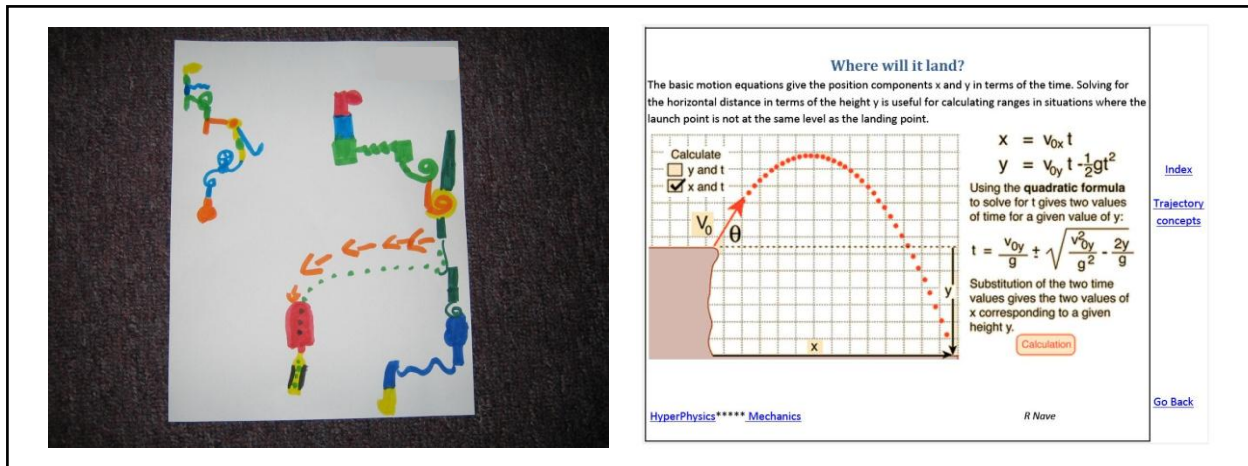 Where will it land?
The basic motion equations give the position components x and y in terms of the time. Solving for
the horizontal distance in terms of the height y is useful for calculating ranges in situations where the
launch point is not at the same level as the landing point.
Calculate
y and t
x and t
V₀
θ
y
x
x = v₀ₓ t
y = v₀y t - ½gt²
Using the quadratic formula
to solve for t gives two values
of time for a given value of y:
t = v₀y/g ± √(v²₀y/g² - 2y/g)
Substitution of the two time
values gives the two values of
x corresponding to a given
height y.
Calculation
Index
Trajectory
concepts
HyperPhysics***** Mechanics
R Nave
Go Back